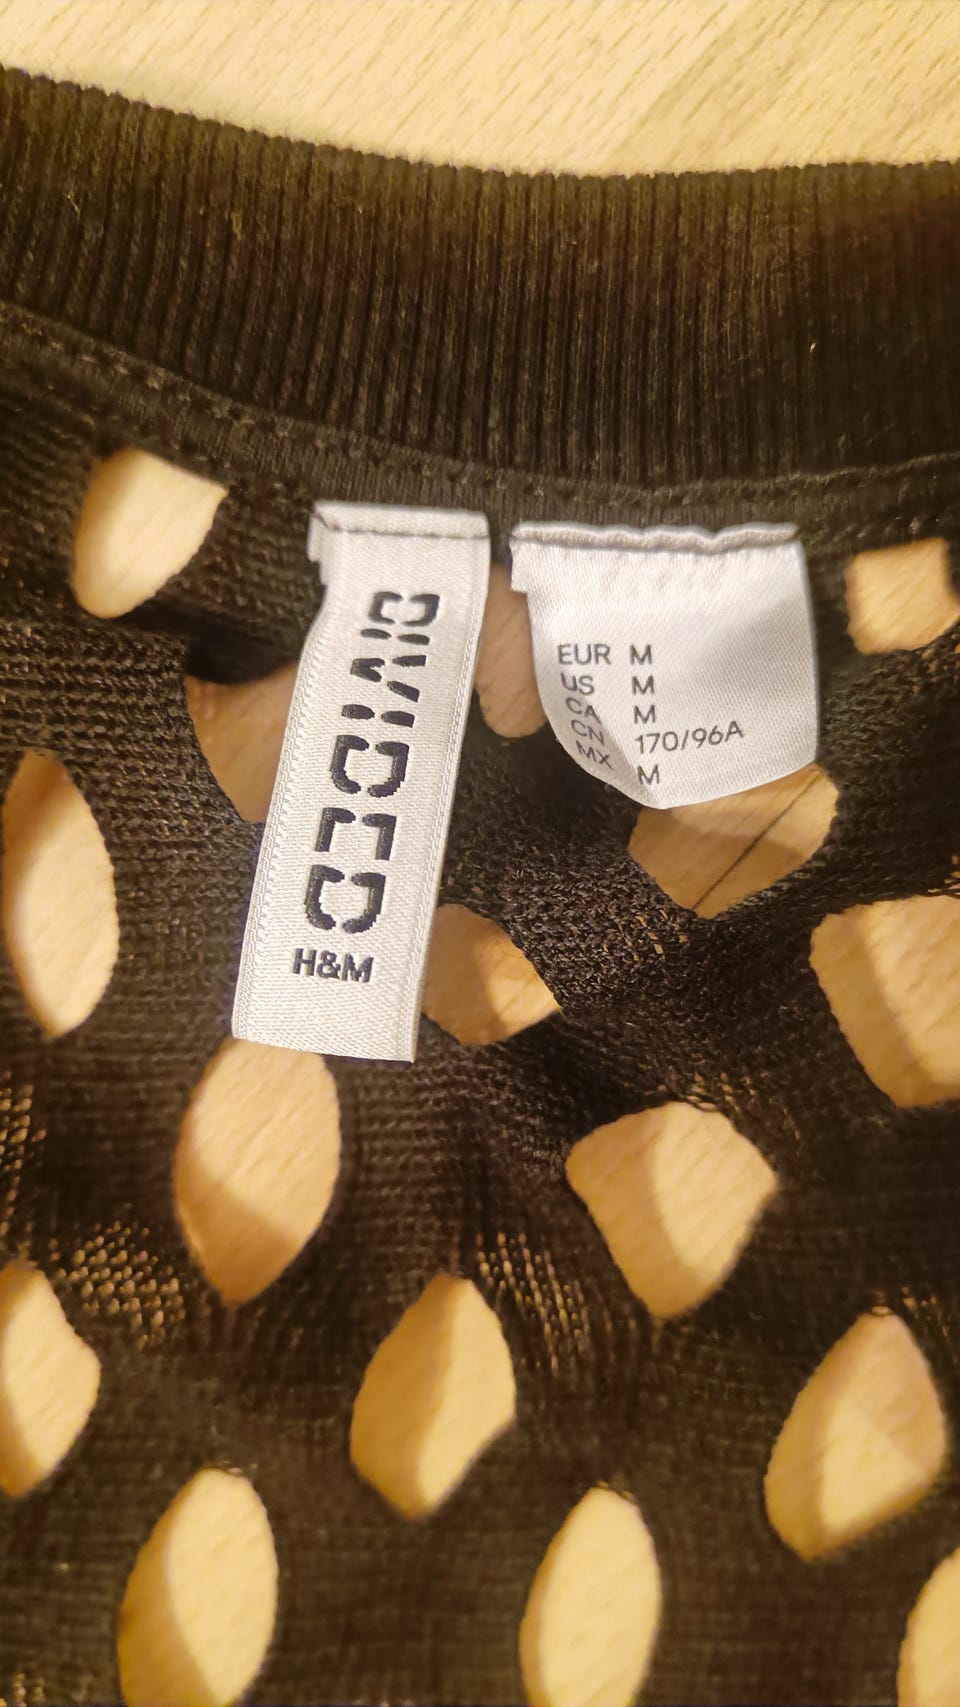 DIVIDED
H&M
EUR M
US M
CA M
CN 170/96A
MX M